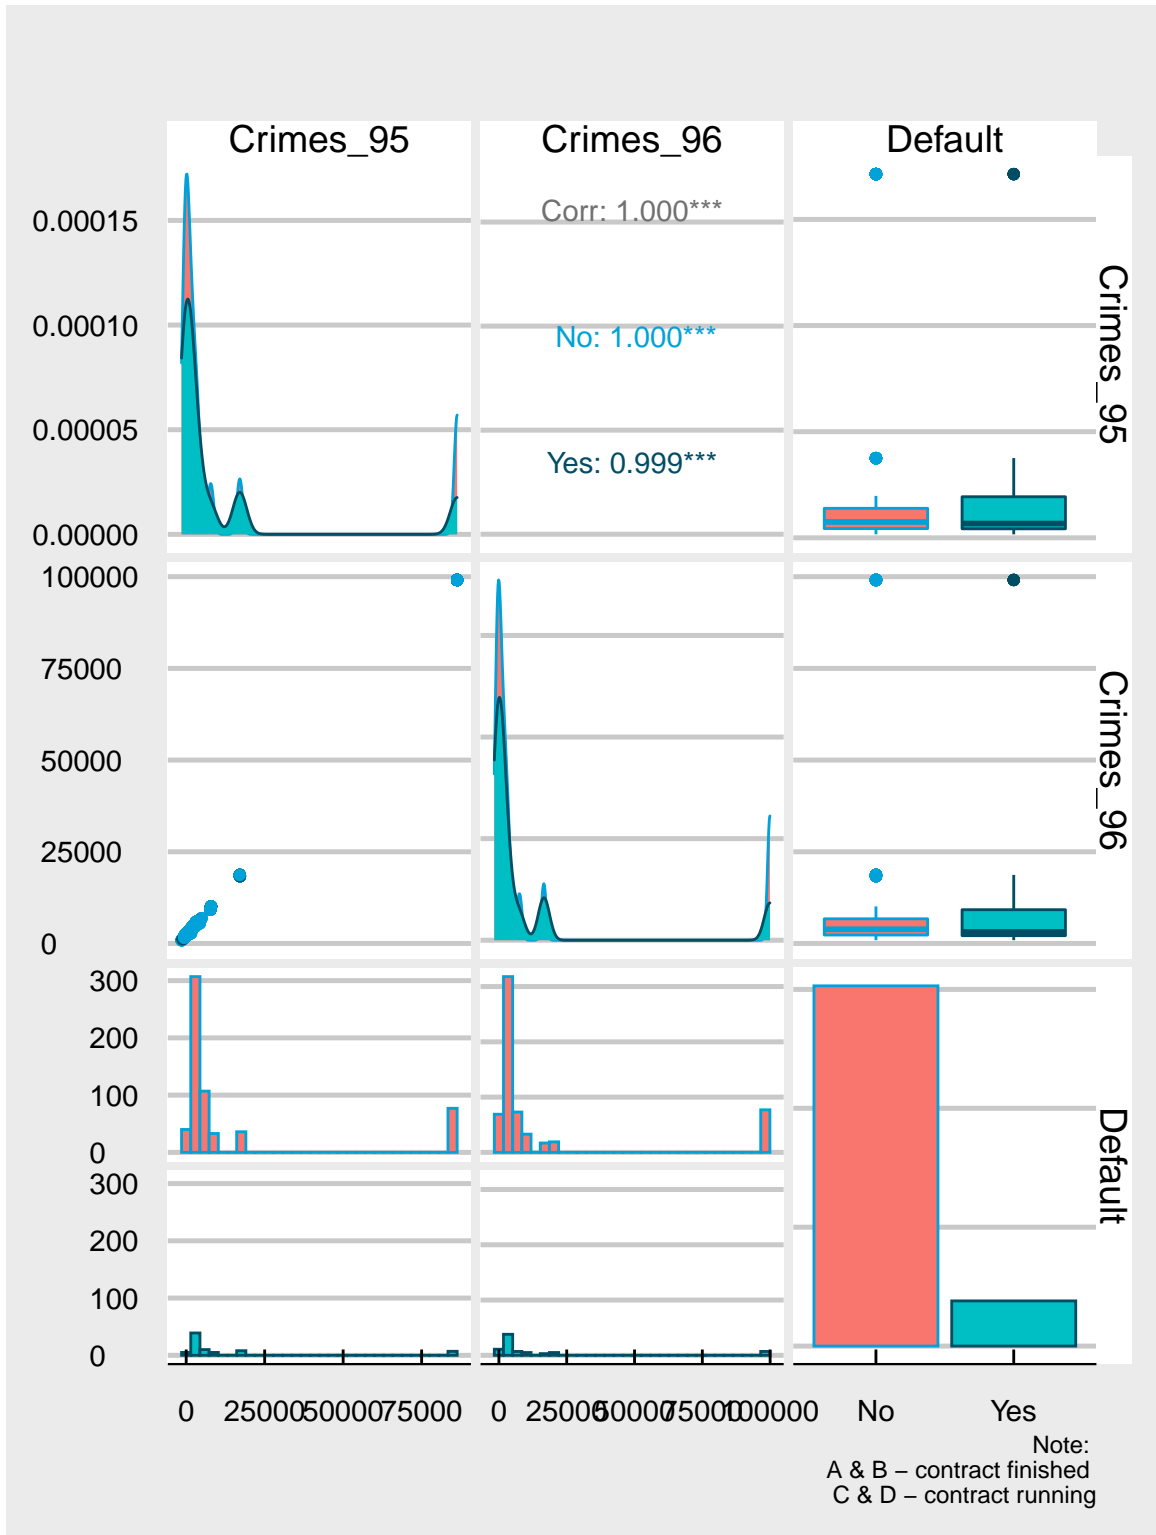 Crimes_95 Crimes_96 Default
0.00015
0.00010
0.00005
0.00000
Corr: 1.000***
No: 1.000***
Yes: 0.999***
Crimes_95
100000
75000
50000
25000
0
Crimes_96
300
200
100
0
300
200
100
0
Default
0 25000 50000 75000 0 25000 50000 75000 100000 No Yes
Note:
A & B – contract finished
C & D – contract running